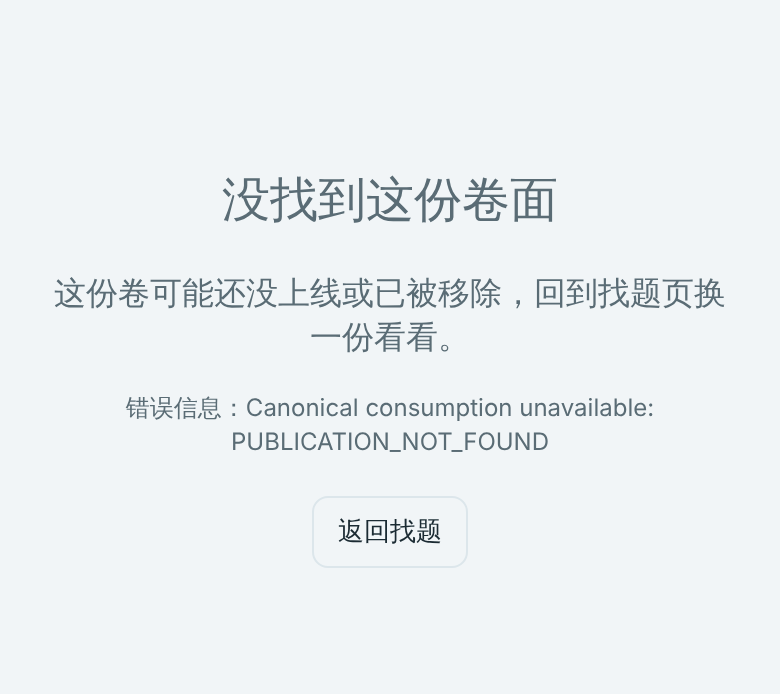 没找到这份卷面
这份卷可能还没上线或已被移除，回到找题页换
一份看看。
错误信息：Canonical consumption unavailable:
PUBLICATION_NOT_FOUND
返回找题